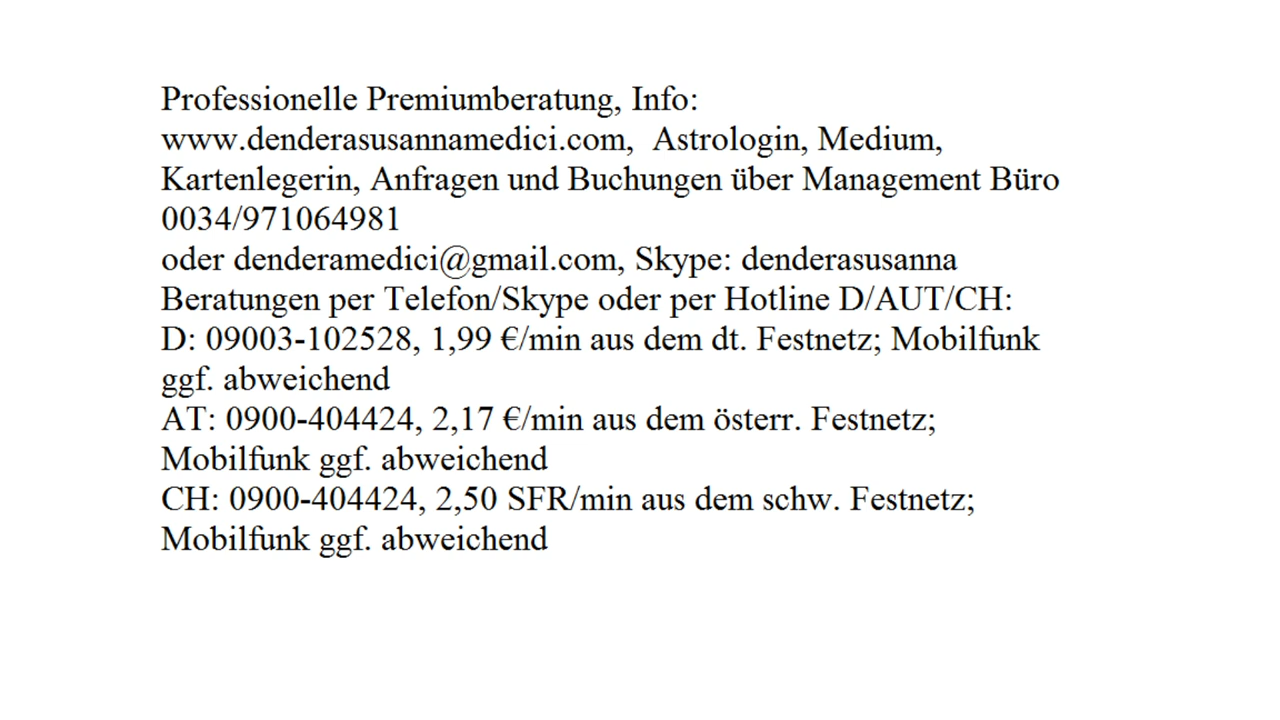 Professionelle Premiumberatung, Info:
www.denderasusannamedici.com,  Astrologin, Medium,
Kartenlegerin, Anfragen und Buchungen über Management Büro
0034/971064981
oder denderamedici@gmail.com, Skype: denderasusanna
Beratungen per Telefon/Skype oder per Hotline D/AUT/CH:
D: 09003-102528, 1,99 €/min aus dem dt. Festnetz; Mobilfunk
ggf. abweichend
AT: 0900-404424, 2,17 €/min aus dem österr. Festnetz;
Mobilfunk ggf. abweichend
CH: 0900-404424, 2,50 SFR/min aus dem schw. Festnetz;
Mobilfunk ggf. abweichend